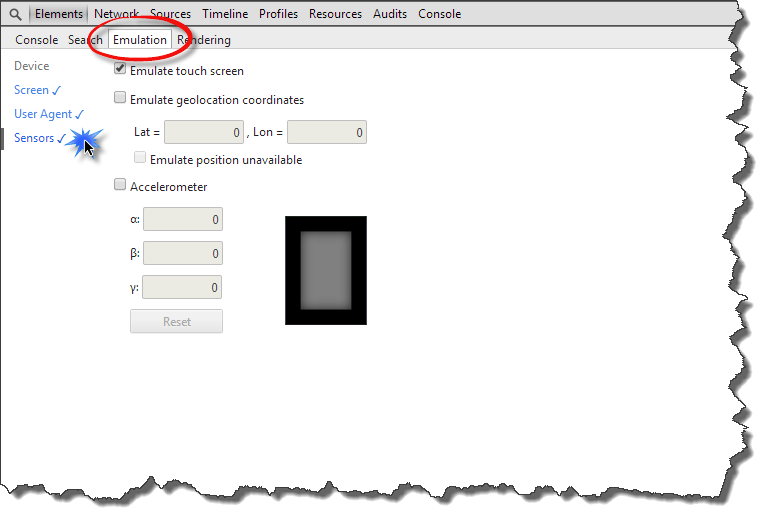 Elements Network Sources Timeline Profiles Resources Audits Console
Console Search Emulation Rendering
Device
Screen ✓
User Agent ✓
Sensors ✓
Emulate touch screen
Emulate geolocation coordinates
Lat = 0 , Lon = 0
Emulate position unavailable
Accelerometer
α: 0
β: 0
γ: 0
Reset